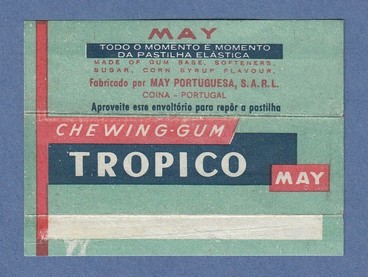 MAY
TODO O MOMENTO É MOMENTO
DA PASTILHA ELÁSTICA
MADE OF GUM BASE, SOFTENERS,
SUGAR, CORN SYRUP FLAVOUR.
Fabricado por MAY PORTUGUESA, S.A.R.L.
COINA - PORTUGAL
Aproveite este envoltório para repôr a pastilha
CHEWING-GUM
TROPICO
MAY